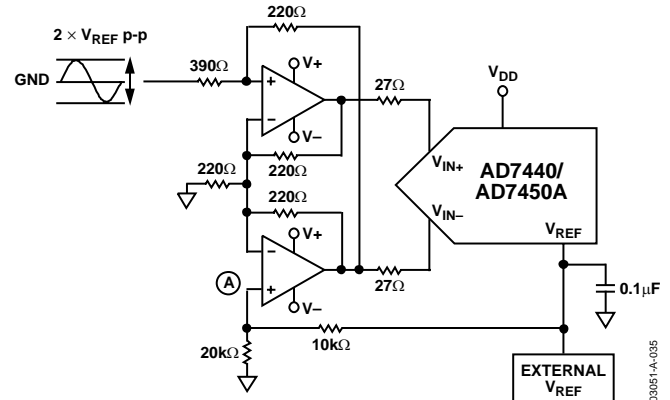 220Ω
2 × VREF p-p
GND
390Ω
V+
27Ω
VDD
V–
VIN+
AD7440/
AD7450A
220Ω
220Ω
220Ω
VIN–
VREF
V+
A
27Ω
V–
0.1μF
10kΩ
20kΩ
EXTERNAL
VREF
03051-A-035